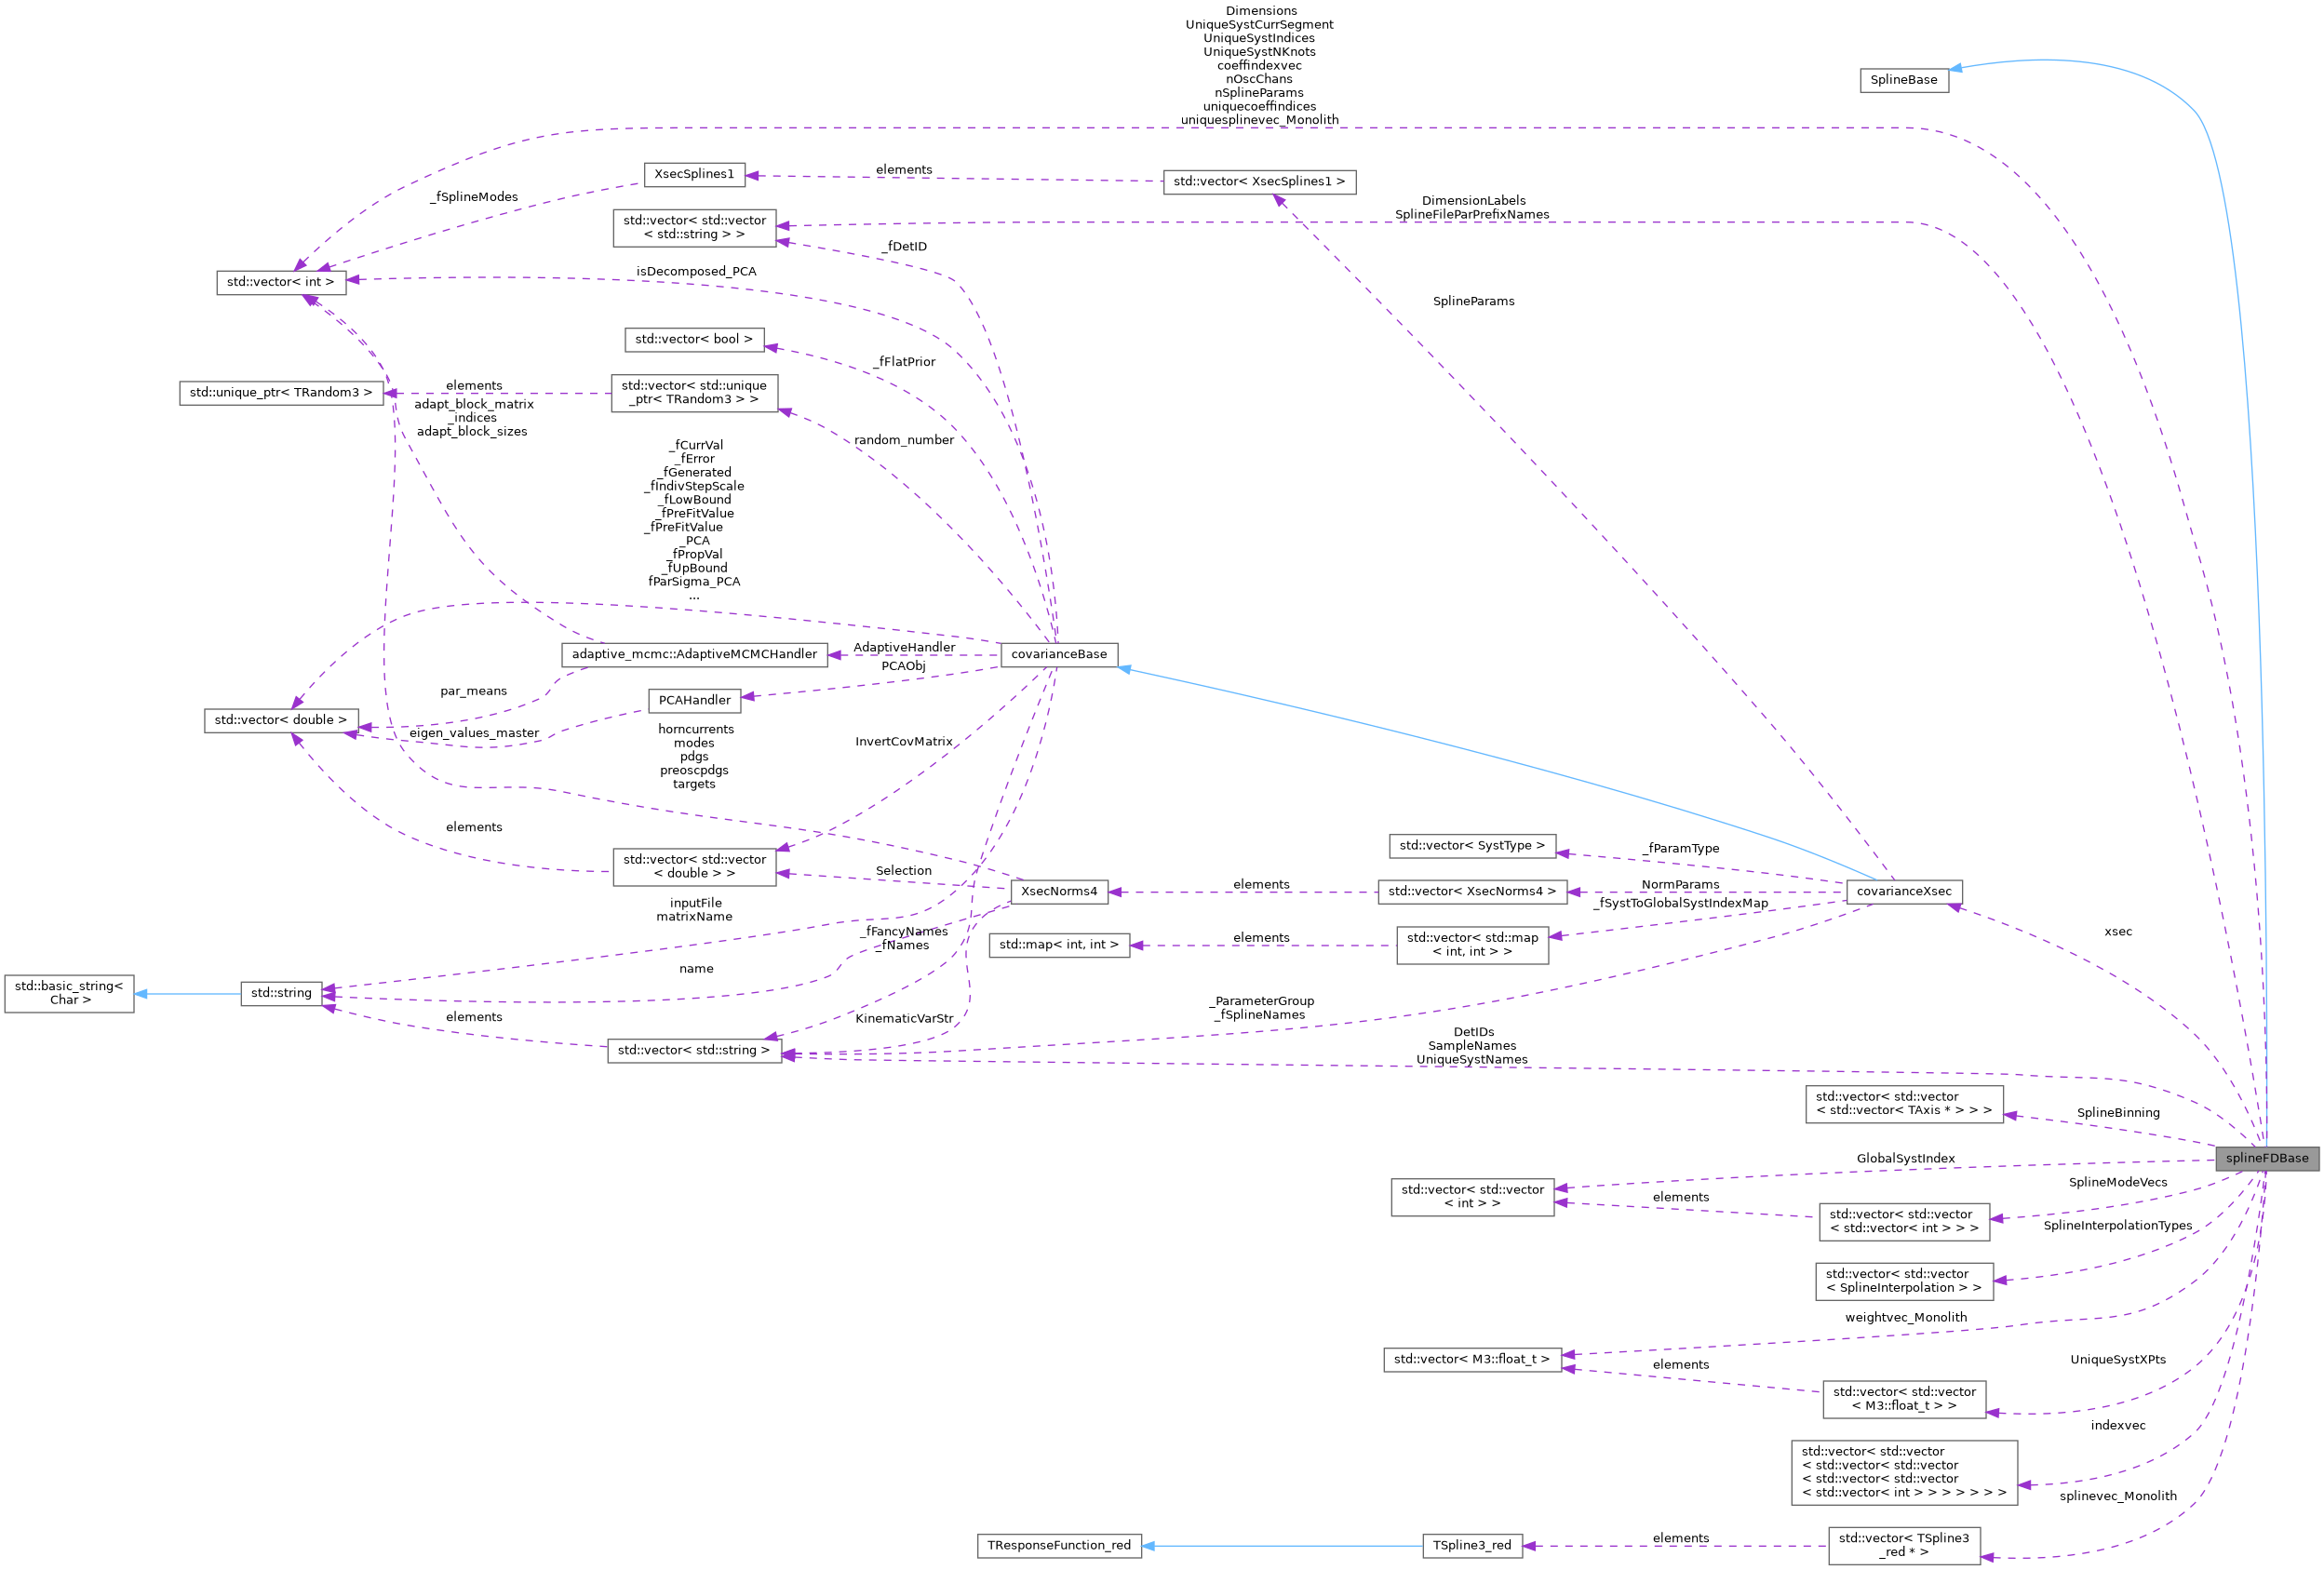 Dimensions
UniqueSystCurrSegment
UniqueSystIndices
UniqueSystNKnots
coeffindexvec
nOscChans
nSplineParams
uniquecoeffindices
uniquesplinevec_Monolith
SplineBase
XsecSplines1
elements
std::vector< XsecSplines1 >
_fSplineModes
std::vector< std::vector
< std::string > >
DimensionLabels
SplineFileParPrefixNames
_fDetID
std::vector< int >
isDecomposed_PCA
SplineParams
std::vector< bool >
_fFlatPrior
std::unique_ptr< TRandom3 >
elements
std::vector< std::unique
_ptr< TRandom3 > >
adapt_block_matrix
_indices
adapt_block_sizes
random_number
_fCurrVal
_fError
_fGenerated
_fIndivStepScale
_fLowBound
_fPreFitValue
_fPreFitValue
_PCA
_fPropVal
_fUpBound
fParSigma_PCA
...
adaptive_mcmc::AdaptiveMCMCHandler
AdaptiveHandler
covarianceBase
PCAObj
par_means
PCAHandler
std::vector< double >
eigen_values_master
horncurrents
modes
pdgs
preoscpdgs
targets
InvertCovMatrix
elements
std::vector< std::vector
< double > >
Selection
XsecNorms4
elements
std::vector< SystType >
_fParamType
std::vector< XsecNorms4 >
NormParams
covarianceXsec
_fSystToGlobalSystIndexMap
inputFile
matrixName
_fFancyNames
_fNames
std::map< int, int >
elements
std::vector< std::map
< int, int > >
xsec
name
std::basic_string<
Char >
std::string
elements
KinematicVarStr
_ParameterGroup
_fSplineNames
std::vector< std::string >
DetIDs
SampleNames
UniqueSystNames
std::vector< std::vector
< std::vector< TAxis * > > >
SplineBinning
splineFDBase
GlobalSystIndex
std::vector< std::vector
< int > >
elements
SplineModeVecs
std::vector< std::vector
< std::vector< int > > >
SplineInterpolationTypes
std::vector< std::vector
< SplineInterpolation > >
weightvec_Monolith
std::vector< M3::float_t >
elements
UniqueSystXPts
std::vector< std::vector
< M3::float_t > >
indexvec
std::vector< std::vector
< std::vector< std::vector
< std::vector< std::vector
< std::vector< int > > > > > > >
splinevec_Monolith
TResponseFunction_red
TSpline3_red
elements
std::vector< TSpline3
_red * >